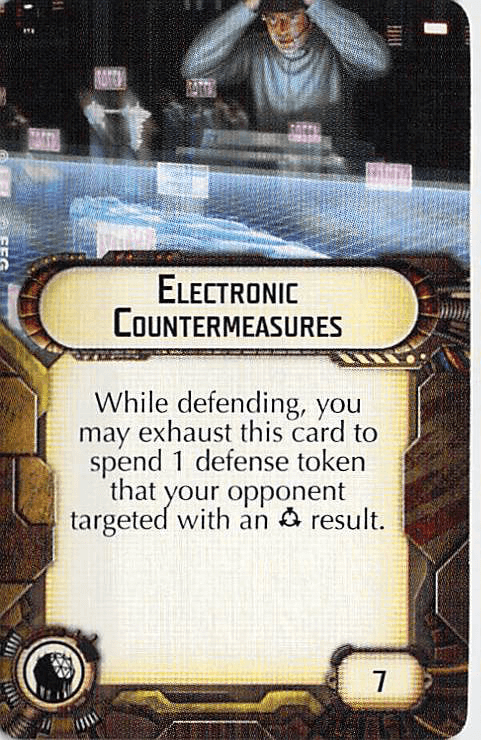 ELECTRONIC
COUNTERMEASURES
While defending, you
may exhaust this card to
spend 1 defense token
that your opponent
targeted with an result.
7